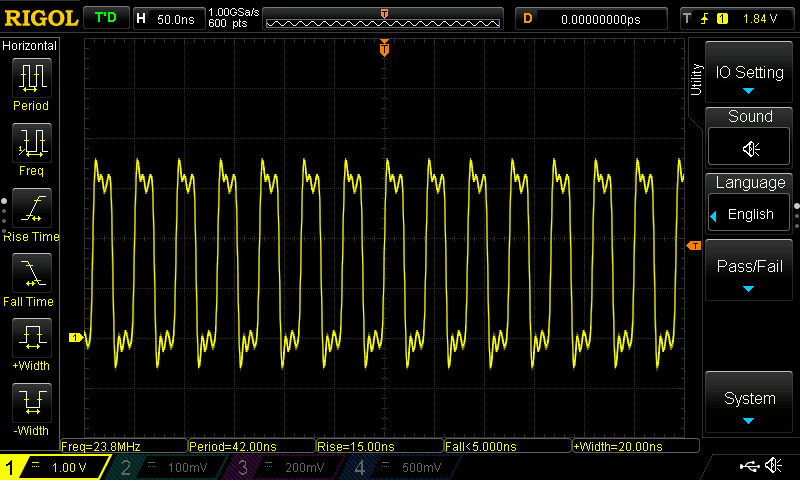 RIGOL T'D H 50.0ns 1.00GSa/s 600 pts D 0.00000000ps T 1 1.84 V
Horizontal
Period
Freq
Rise Time
Fall Time
+Width
-Width
T
T
1
Utility
IO Setting
Sound
Language
English
Pass/Fail
System
Freq=23.8MHz Period=42.00ns Rise=15.00ns Fall<5.000ns +Width=20.00ns
1 1.00 V 2 100mV 3 200mV 4 500mV